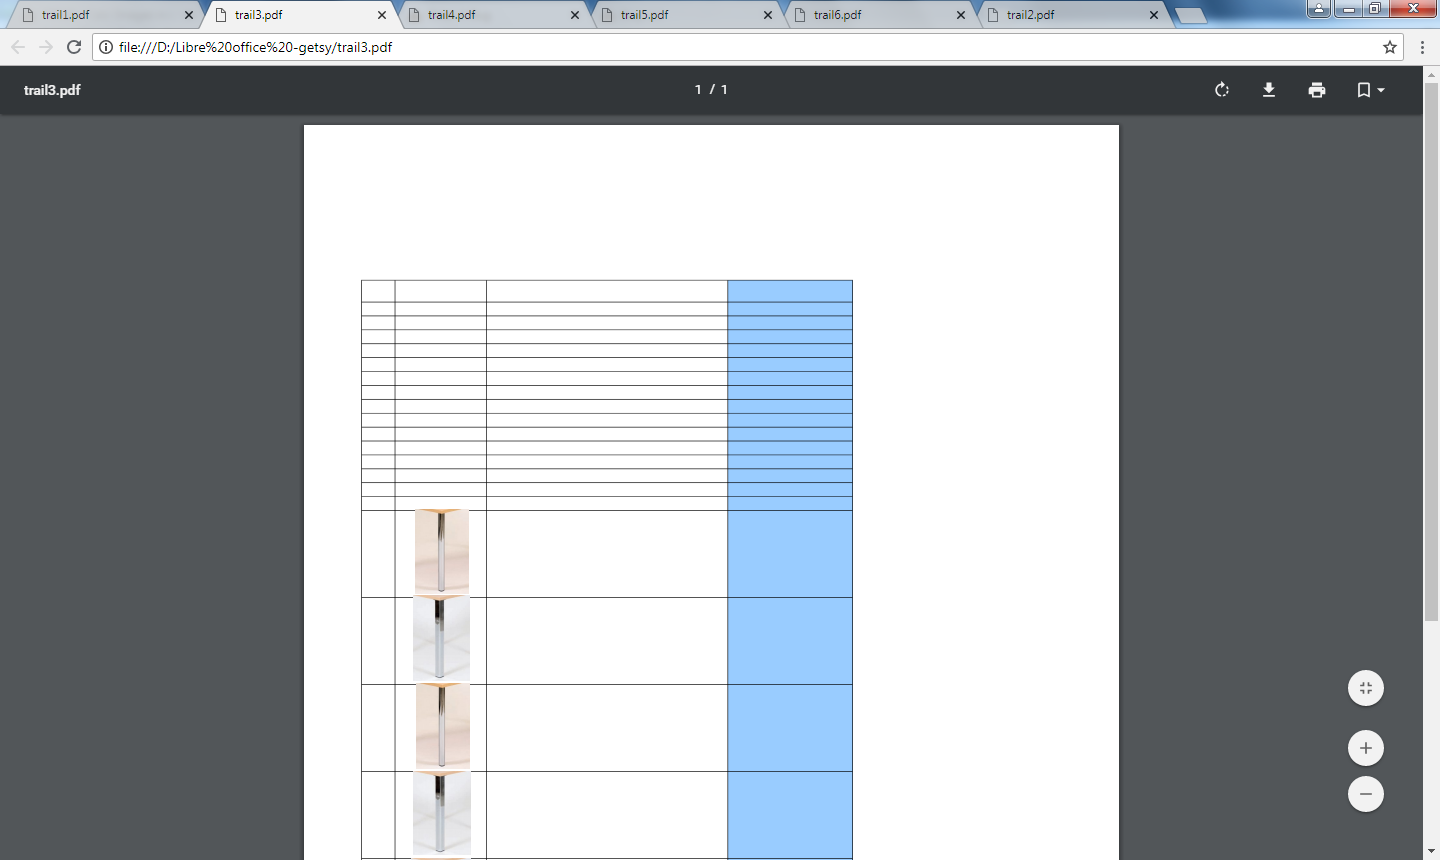 trail1.pdf
trail3.pdf
trail4.pdf
trail5.pdf
trail6.pdf
trail2.pdf
file:///D:/Libre%20office%20-getsy/trail3.pdf
trail3.pdf
1 / 1